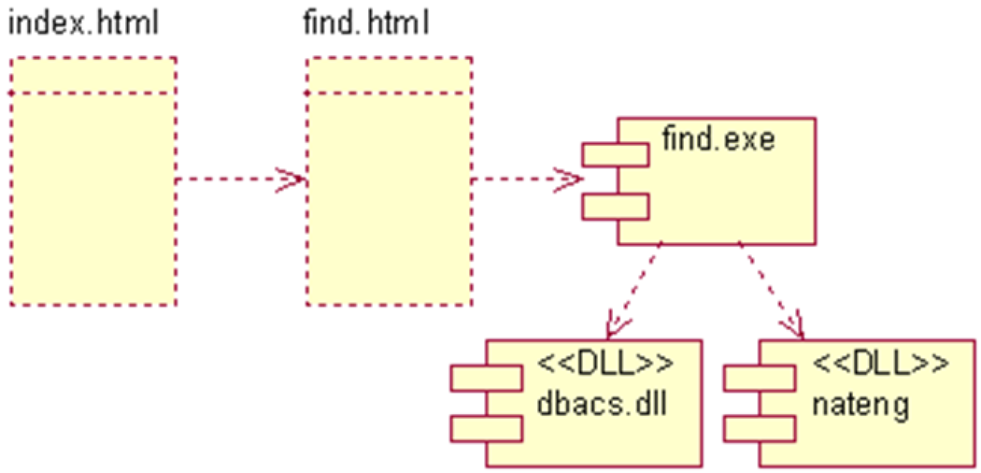 index.html
find.html
find.exe
<<DLL>>
dbacs.dll
<<DLL>>
nateng